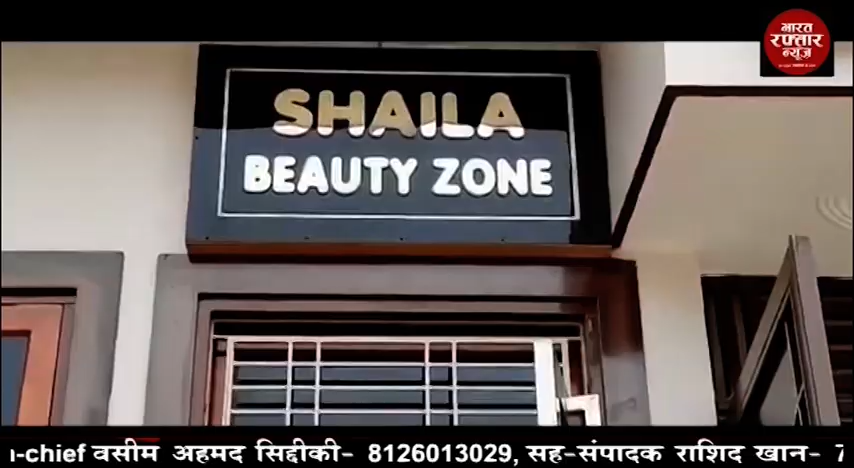 भारत
रफ्तार
न्यूज़
SHAILA
BEAUTY ZONE
-chief वसीम अहमद सिद्दीकी- 8126013029, सह-संपादक राशिद खान- 7